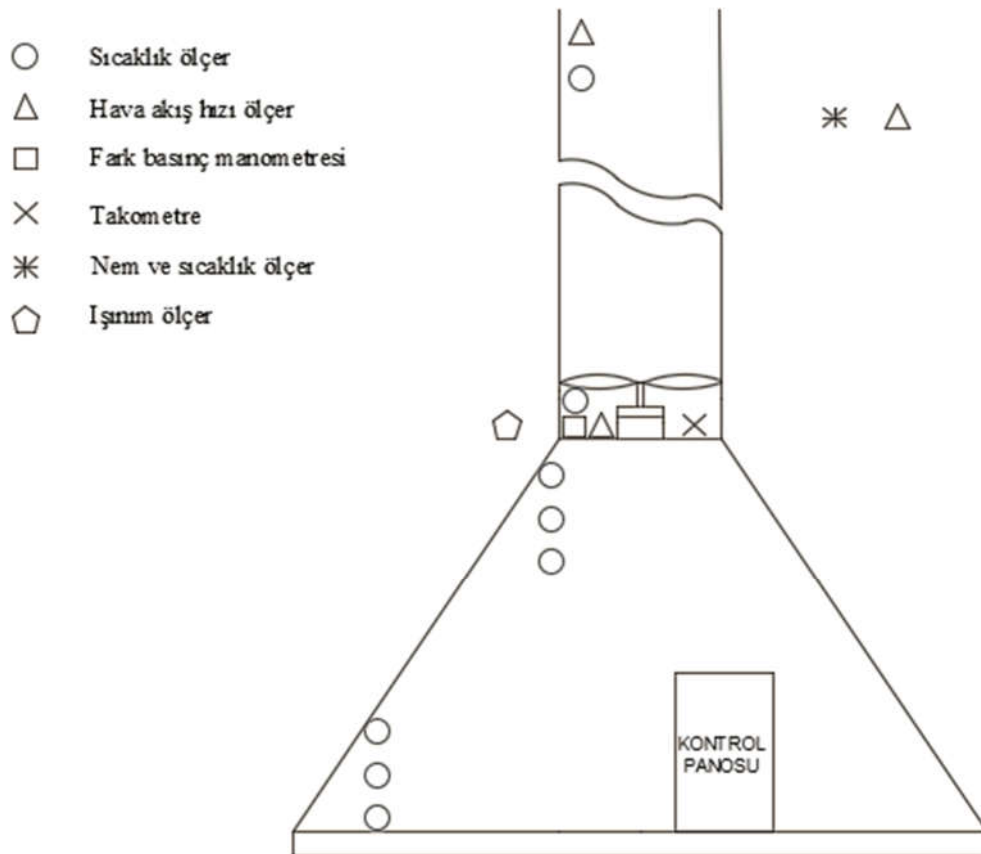 Sıcaklık ölçer
Hava akış hızı ölçer
Fark basınç manometresi
Takometre
Nem ve sıcaklık ölçer
Işınım ölçer
KONTROL
PANOSU